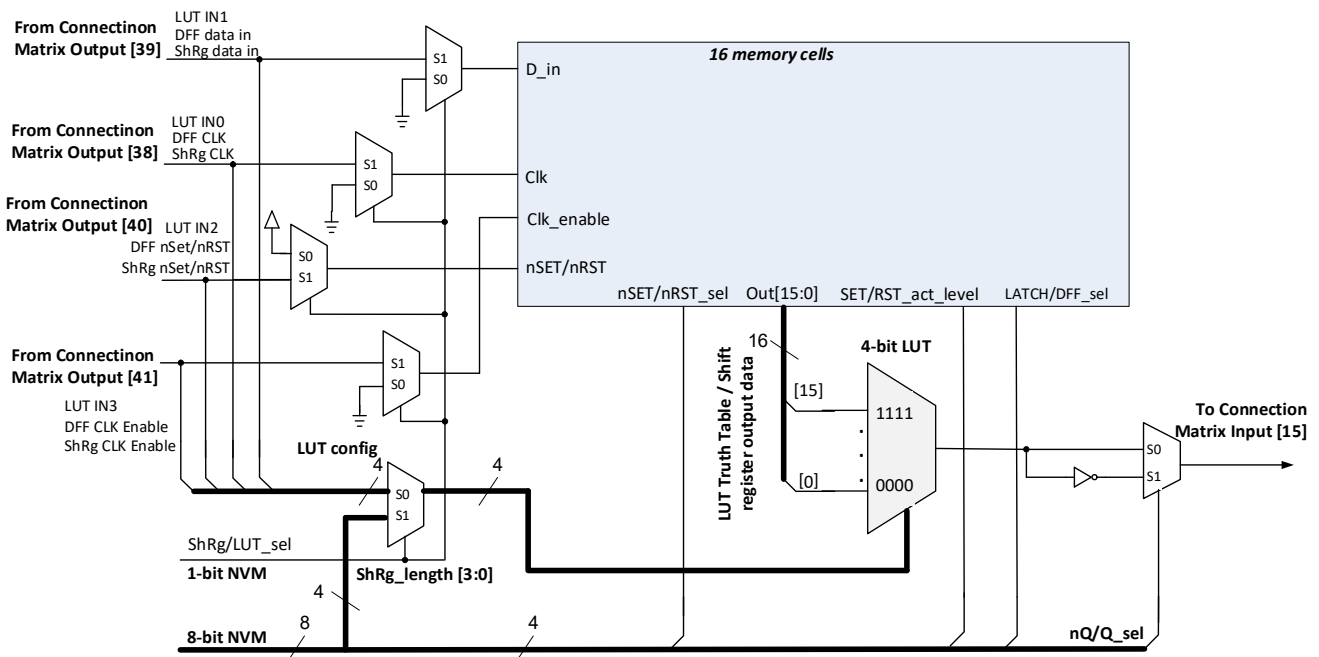 LUT IN1
From Connectinon
DFF data in
Matrix Output [39]
ShRg data in
S1
S0
D_in
16 memory cells
LUT IN0
From Connectinon
DFF CLK
Matrix Output [38]
ShRg CLK
S1
S0
Clk
From Connectinon
Matrix Output [40]
LUT IN2
DFF nSet/nRST
ShRg nSet/nRST
S0
S1
Clk_enable
nSET/nRST
nSET/nRST_sel
Out[15:0]
SET/RST_act_level
LATCH/DFF_sel
From Connectinon
Matrix Output [41]
LUT IN3
DFF CLK Enable
ShRg CLK Enable
S1
S0
16
LUT Truth Table / Shift
register output data
4-bit LUT
[15]
1111
[0]
0000
To Connection
Matrix Input [15]
S0
S1
LUT config
4
4
S0
S1
ShRg/LUT_sel
1-bit NVM
ShRg_length [3:0]
4
8-bit NVM
8
4
nQ/Q_sel